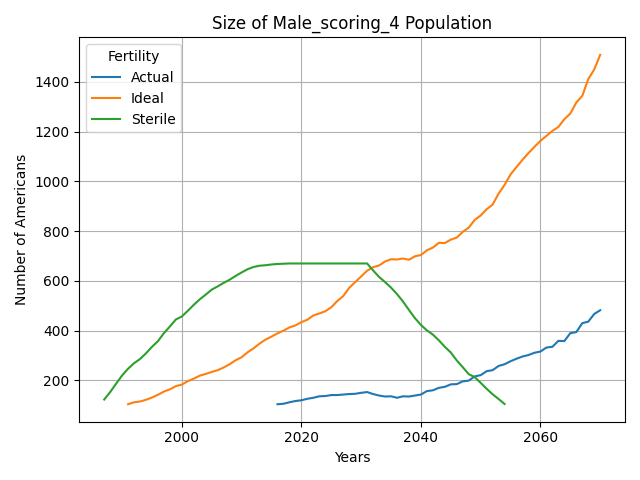 Size of Male_scoring_4 Population
Fertility
Actual
Ideal
Sterile
1400
1200
1000
800
600
400
200
Number of Americans
2000
2020
2040
2060
Years